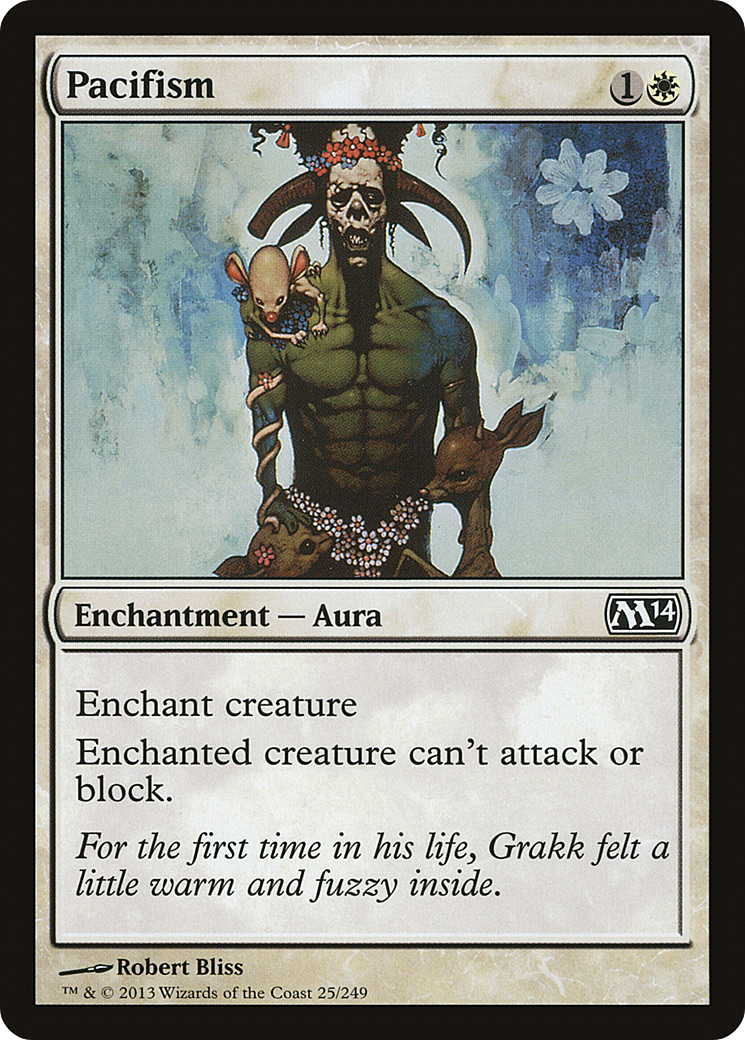 Pacifism 1
Enchantment — Aura M14
Enchant creature
Enchanted creature can't attack or
block.
For the first time in his life, Grakk felt a
little warm and fuzzy inside.
Robert Bliss
™ & © 2013 Wizards of the Coast 25/249